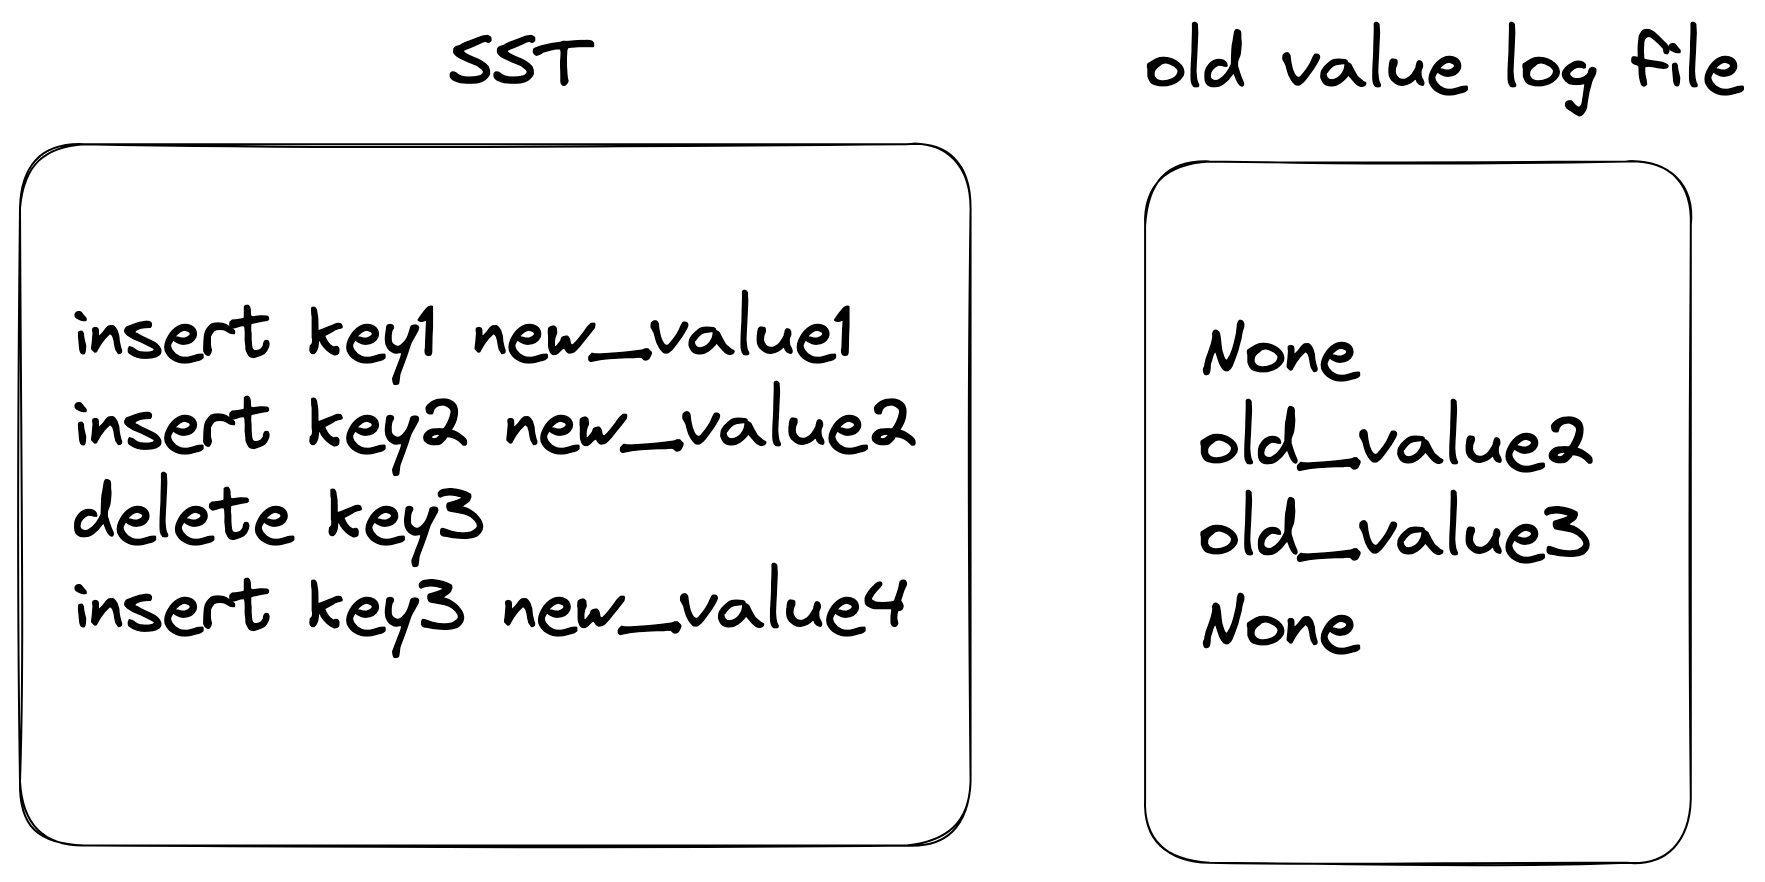 SST
insert key1 new_value1
insert key2 new_value2
delete key3
insert key3 new_value4
old value log file
None
old_value2
old_value3
None